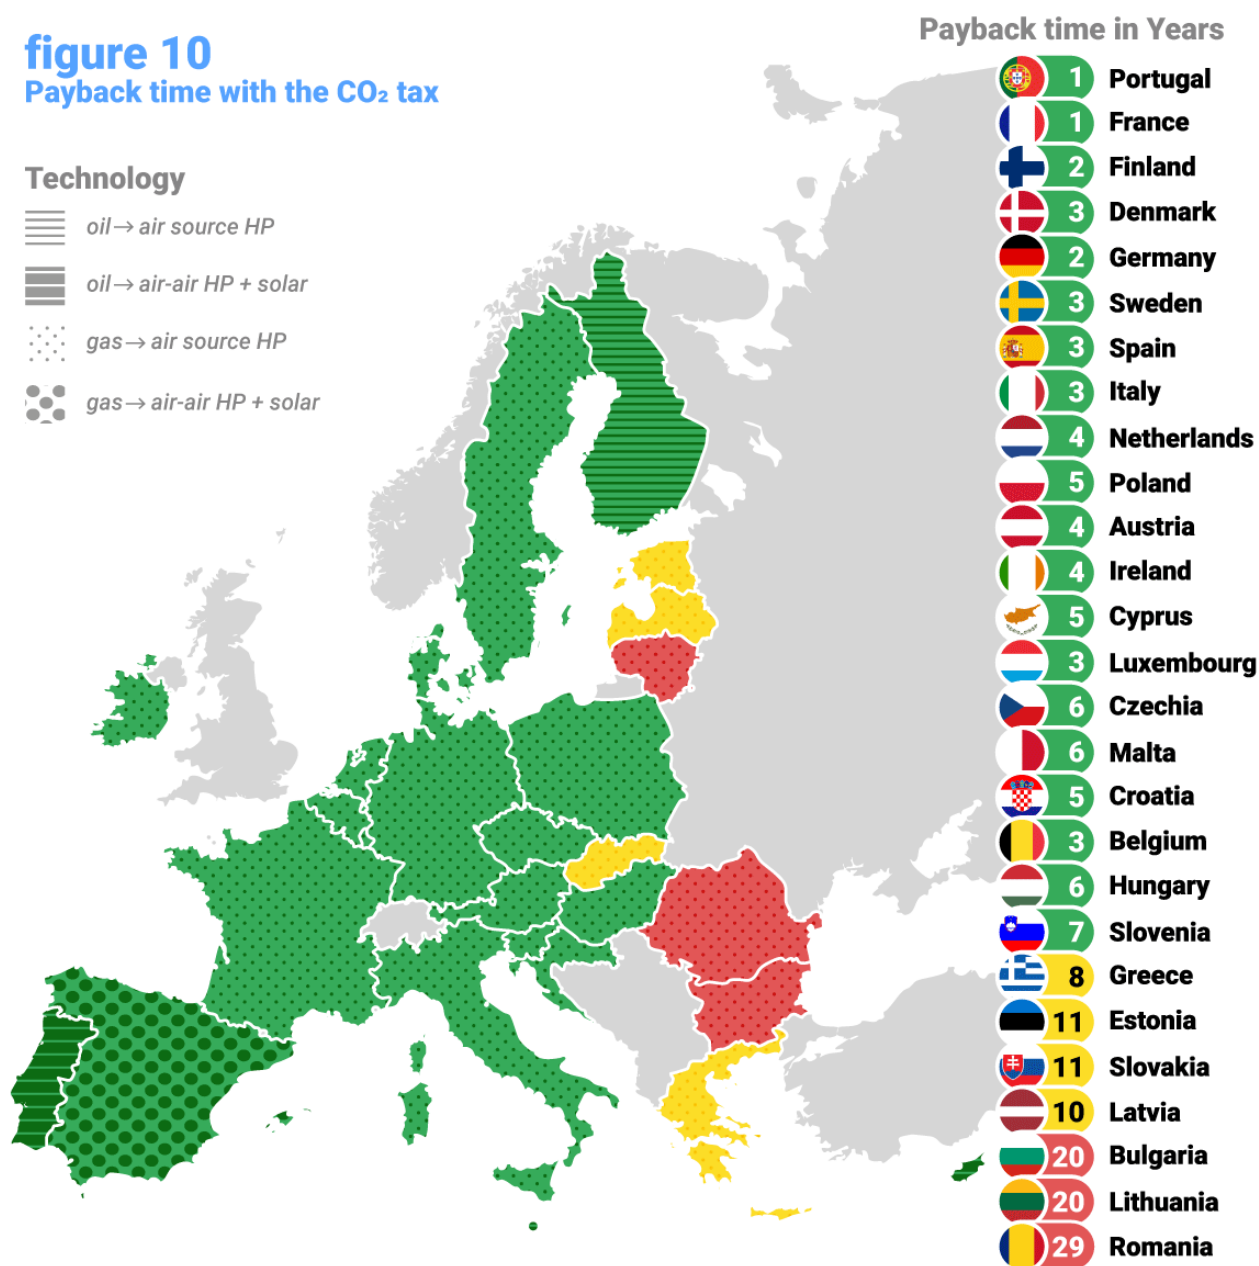 figure 10
Payback time with the CO₂ tax
Technology
oil→air source HP
oil→air-air HP + solar
gas→air source HP
gas→air-air HP + solar
Payback time in Years
1 Portugal
1 France
2 Finland
3 Denmark
2 Germany
3 Sweden
3 Spain
3 Italy
4 Netherlands
5 Poland
4 Austria
4 Ireland
5 Cyprus
3 Luxembourg
6 Czechia
6 Malta
5 Croatia
3 Belgium
6 Hungary
7 Slovenia
8 Greece
11 Estonia
11 Slovakia
10 Latvia
20 Bulgaria
20 Lithuania
29 Romania